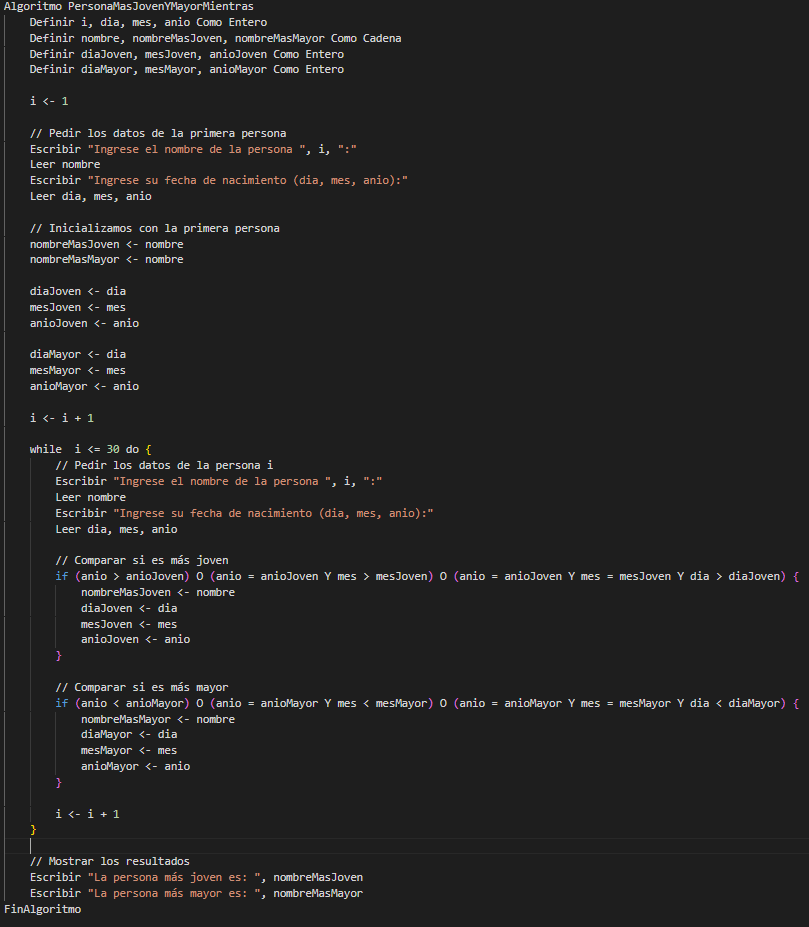 Algoritmo PersonaMasJovenYMayorMientras
    Definir i, dia, mes, anio Como Entero
    Definir nombre, nombreMasJoven, nombreMasMayor Como Cadena
    Definir diaJoven, mesJoven, anioJoven Como Entero
    Definir diaMayor, mesMayor, anioMayor Como Entero

    i <- 1

    // Pedir los datos de la primera persona
    Escribir "Ingrese el nombre de la persona ", i, ":"
    Leer nombre
    Escribir "Ingrese su fecha de nacimiento (dia, mes, anio):"
    Leer dia, mes, anio

    // Inicializamos con la primera persona
    nombreMasJoven <- nombre
    nombreMasMayor <- nombre

    diaJoven <- dia
    mesJoven <- mes
    anioJoven <- anio

    diaMayor <- dia
    mesMayor <- mes
    anioMayor <- anio

    i <- i + 1

    while  i <= 30 do {
        // Pedir los datos de la persona i
        Escribir "Ingrese el nombre de la persona ", i, ":"
        Leer nombre
        Escribir "Ingrese su fecha de nacimiento (dia, mes, anio):"
        Leer dia, mes, anio

        // Comparar si es más joven
        if (anio > anioJoven) O (anio = anioJoven Y mes > mesJoven) O (anio = anioJoven Y mes = mesJoven Y dia > diaJoven) {
            nombreMasJoven <- nombre
            diaJoven <- dia
            mesJoven <- mes
            anioJoven <- anio
        }

        // Comparar si es más mayor
        if (anio < anioMayor) O (anio = anioMayor Y mes < mesMayor) O (anio = anioMayor Y mes = mesMayor Y dia < diaMayor) {
            nombreMasMayor <- nombre
            diaMayor <- dia
            mesMayor <- mes
            anioMayor <- anio
        }

        i <- i + 1
    }

    // Mostrar los resultados
    Escribir "La persona más joven es: ", nombreMasJoven
    Escribir "La persona más mayor es: ", nombreMasMayor
FinAlgoritmo